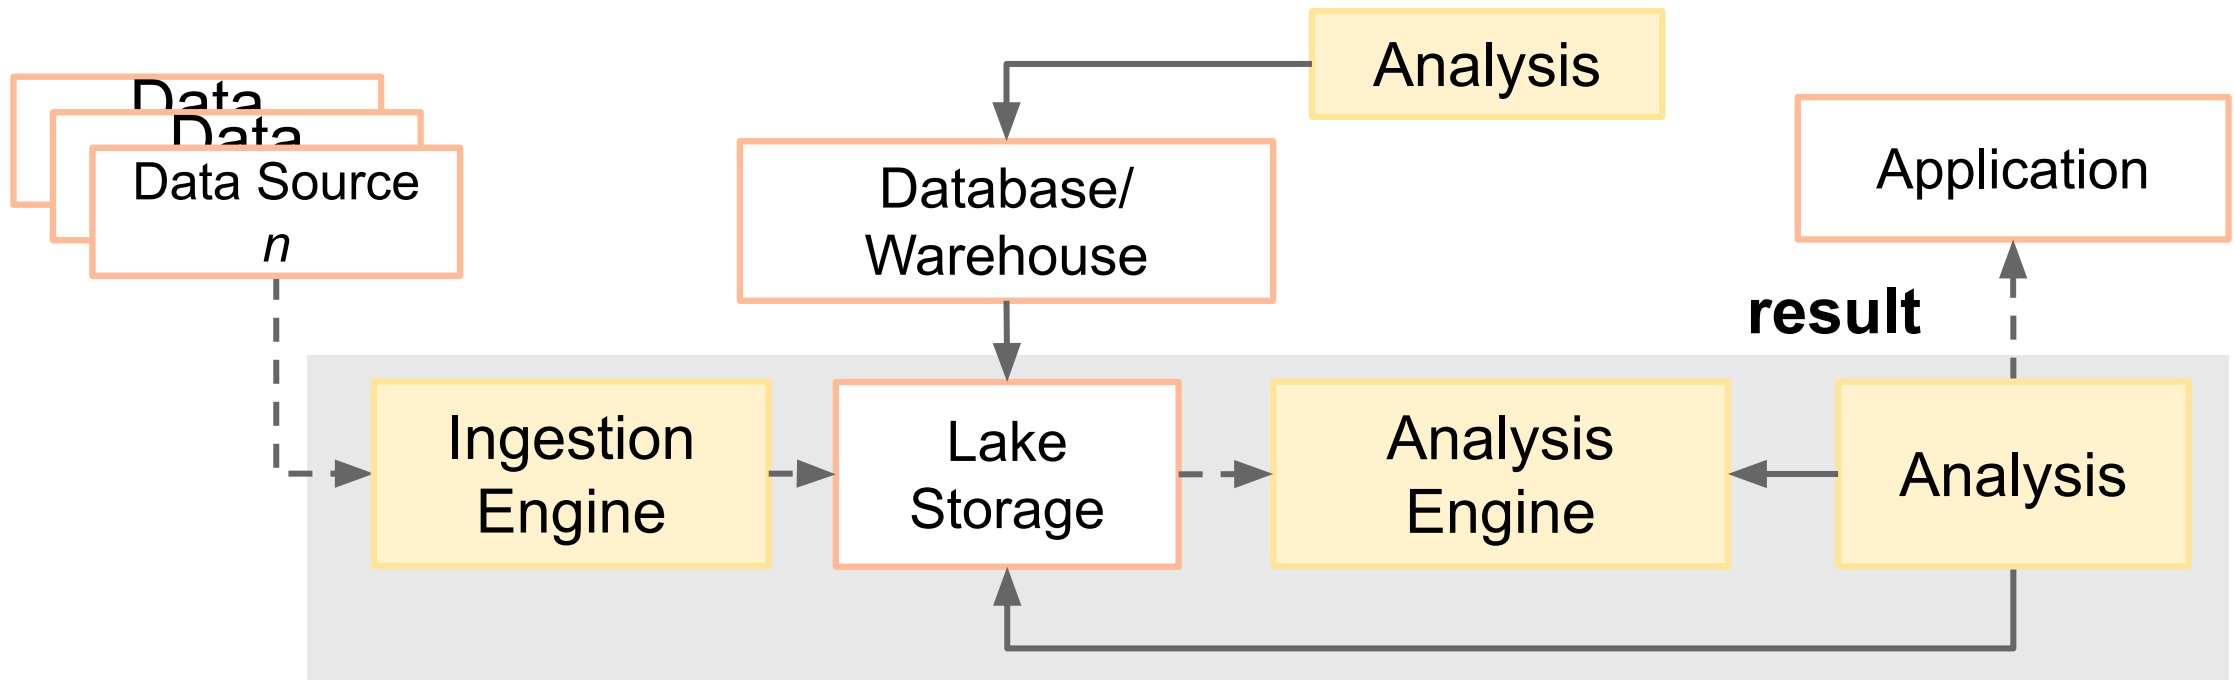 Analysis
Data
Data
Data Source
n
Database/
Warehouse
Application
result
Ingestion
Engine
Lake
Storage
Analysis
Engine
Analysis